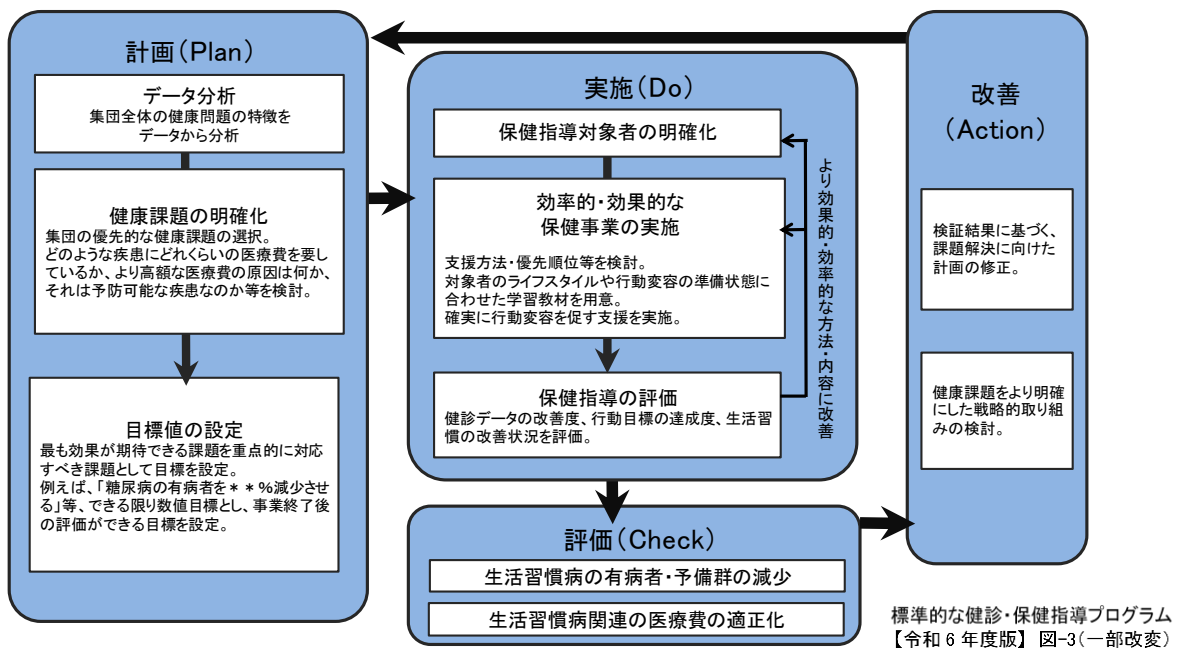 計画(Plan)
データ分析
集団全体の健康問題の特徴を
データから分析
健康課題の明確化
集団の優先的な健康課題の選択。
どのような疾患にどれくらいの医療費を要し
ているか、より高額な医療費の原因は何か、
それは予防可能な疾患なのか等を検討。
目標値の設定
最も効果が期待できる課題を重点的に対応
すべき課題として目標を設定。
例えば、「糖尿病の有病者を**%減少させ
る」等、できる限り数値目標とし、事業終了後
の評価ができる目標を設定。
実施(Do)
保健指導対象者の明確化
効率的・効果的な
保健事業の実施
支援方法・優先順位等を検討。
対象者のライフスタイルや行動変容の準備状態に
合わせた学習教材を用意。
確実に行動変容を促す支援を実施。
保健指導の評価
健診データの改善度、行動目標の達成度、生活習
慣の改善状況を評価。
より効果的・効率的な方法・内容に改善
評価(Check)
生活習慣病の有病者・予備群の減少
生活習慣病関連の医療費の適正化
改善
(Action)
検証結果に基づく、
課題解決に向けた
計画の修正。
健康課題をより明確
にした戦略的取り組
みの検討。
標準的な健診・保健指導プログラム
【令和6年度版】 図-3(一部改変)